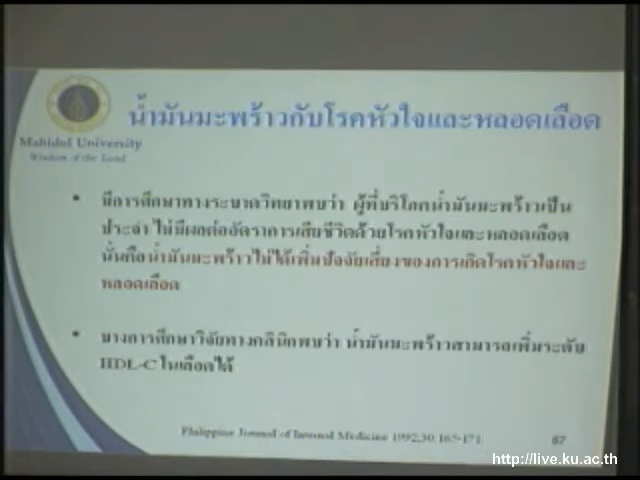 น้ำมันมะพร้าวกับโรคหัวใจและหลอดเลือด
Mahidol University
Wisdom of the Land
• มีการศึกษาทางระบาดวิทยาพบว่า ผู้ที่บริโภคน้ำมันมะพร้าวเป็น
ประจำ ไม่มีผลต่ออัตราการเสียชีวิตด้วยโรคหัวใจและหลอดเลือด
นั่นคือน้ำมันมะพร้าวไม่ได้เพิ่มปัจจัยเสี่ยงของการเกิดโรคหัวใจและ
หลอดเลือด
• บางการศึกษาวิจัยทางคลินิกพบว่า น้ำมันมะพร้าวสามารถเพิ่มระดับ
HDL-C ในเลือดได้
Philippine Journal of Internal Medicine 1992;30:165-171
67
http://live.ku.ac.th